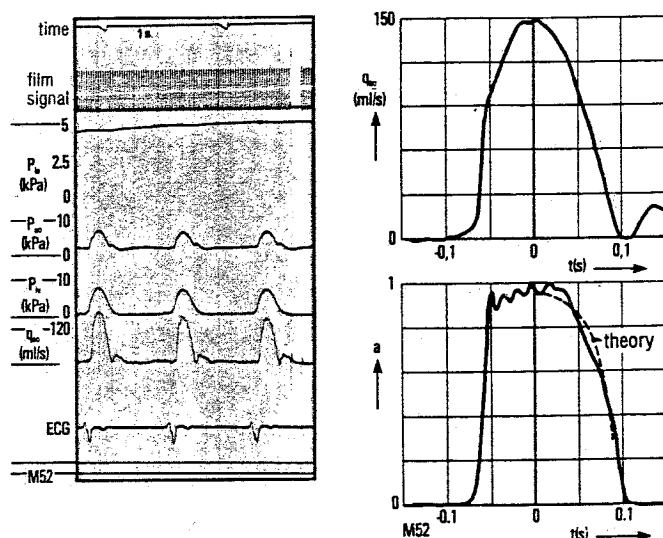 time
1 s.
film
signal
5
2.5
P
(kPa)
0
P -10
(kPa)
0
P -10
(kPa)
0
q -120
(ml/s)
ECG
M52
150
q
(ml/s)
0
-0,1
0
0,1
t(s)
1
a
theory
0
-0.1
0
0.1
M52
t(s)